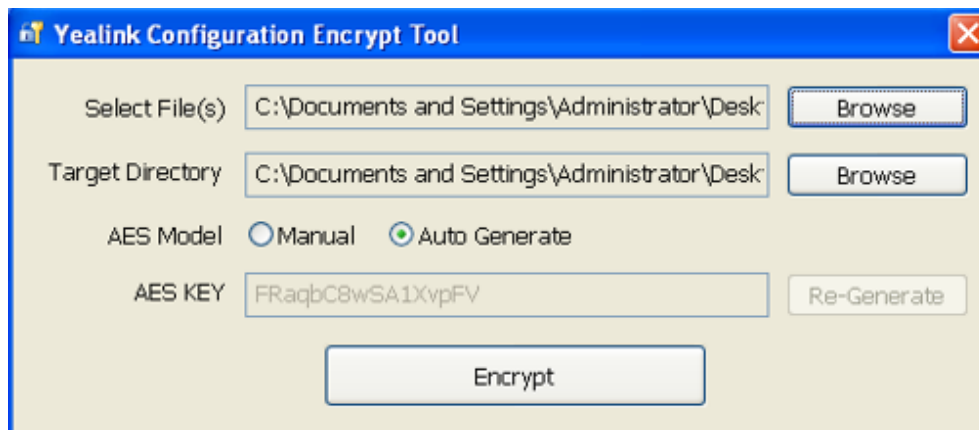 Yealink Configuration Encrypt Tool
Select File(s) C:\Documents and Settings\Administrator\Desk Browse
Target Directory C:\Documents and Settings\Administrator\Desk Browse
AES Model Manual Auto Generate
AES KEY FRaqbC8wSA1XvpFV Re-Generate
Encrypt